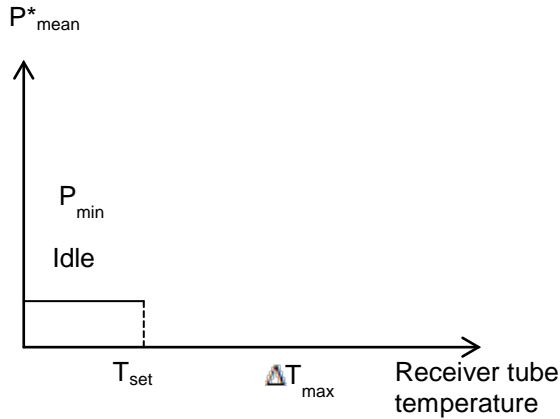 P*mean
Pmin
Idle
Tset
ΔTmax
Receiver tube
temperature